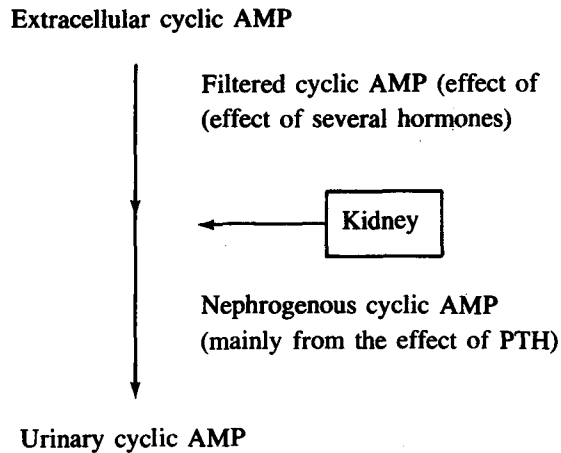 Extracellular cyclic AMP
Filtered cyclic AMP (effect of
(effect of several hormones)
Kidney
Nephrogenous cyclic AMP
(mainly from the effect of PTH)
Urinary cyclic AMP